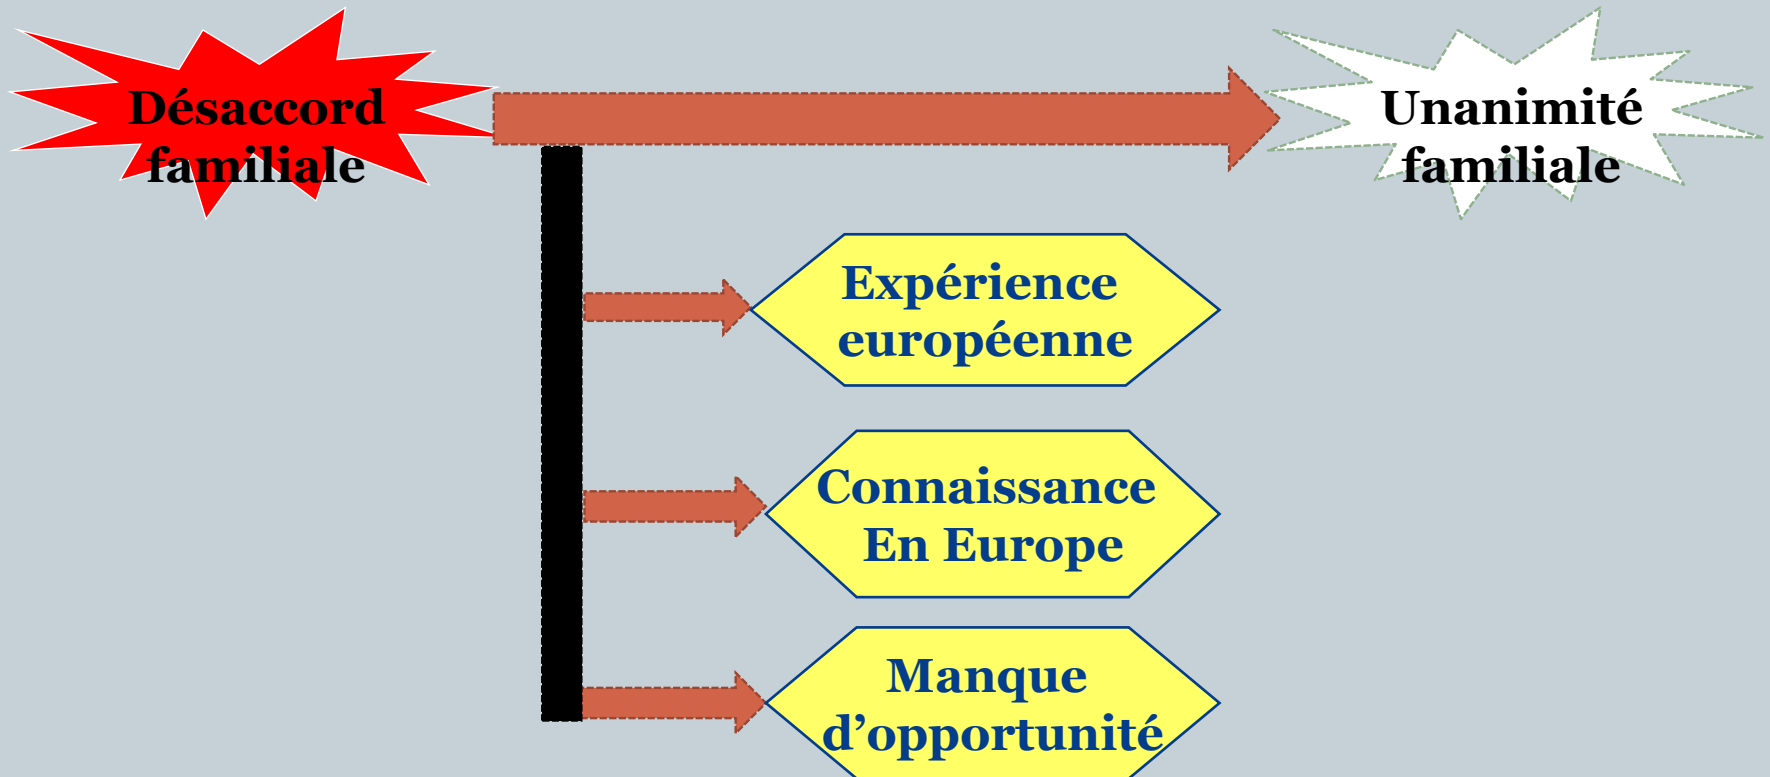 Désaccord
familiale
Unanimité
familiale
Expérience
européenne
Connaissance
En Europe
Manque
d’opportunité